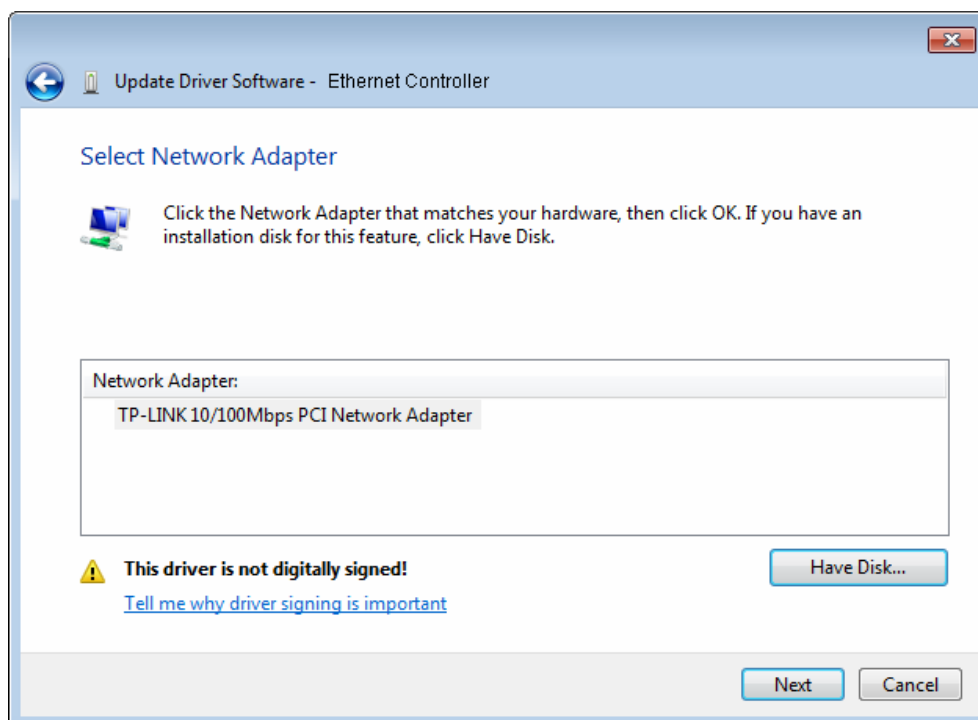 Update Driver Software - Ethernet Controller
Select Network Adapter
Click the Network Adapter that matches your hardware, then click OK. If you have an
installation disk for this feature, click Have Disk.
Network Adapter:
TP-LINK 10/100Mbps PCI Network Adapter
This driver is not digitally signed!
Have Disk...
Tell me why driver signing is important
Next
Cancel